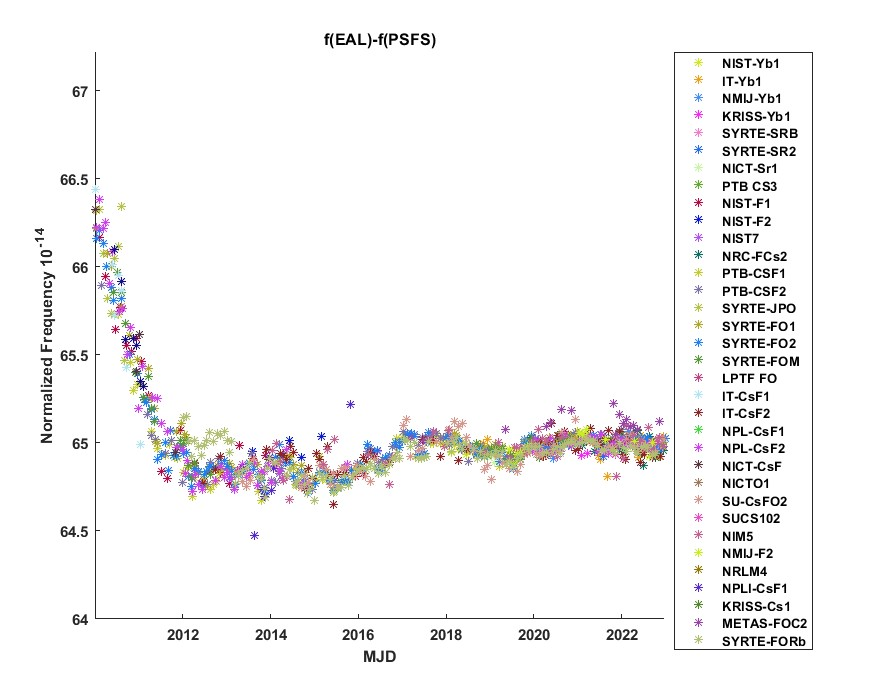 f(EAL)-f(PSFS)
67
66.5
66
65.5
65
64.5
64
Normalized Frequency 10^-14
2012 2014 2016 2018 2020 2022
MJD
NIST-Yb1
IT-Yb1
NMIJ-Yb1
KRISS-Yb1
SYRTE-SRB
SYRTE-SR2
NICT-Sr1
PTB CS3
NIST-F1
NIST-F2
NIST7
NRC-FCs2
PTB-CSF1
PTB-CSF2
SYRTE-JPO
SYRTE-FO1
SYRTE-FO2
SYRTE-FOM
LPTF FO
IT-CsF1
IT-CsF2
NPL-CsF1
NPL-CsF2
NICT-CsF
NICTO1
SU-CsFO2
SUCS102
NIM5
NMIJ-F2
NRLM4
NPLI-CsF1
KRISS-Cs1
METAS-FOC2
SYRTE-FORb